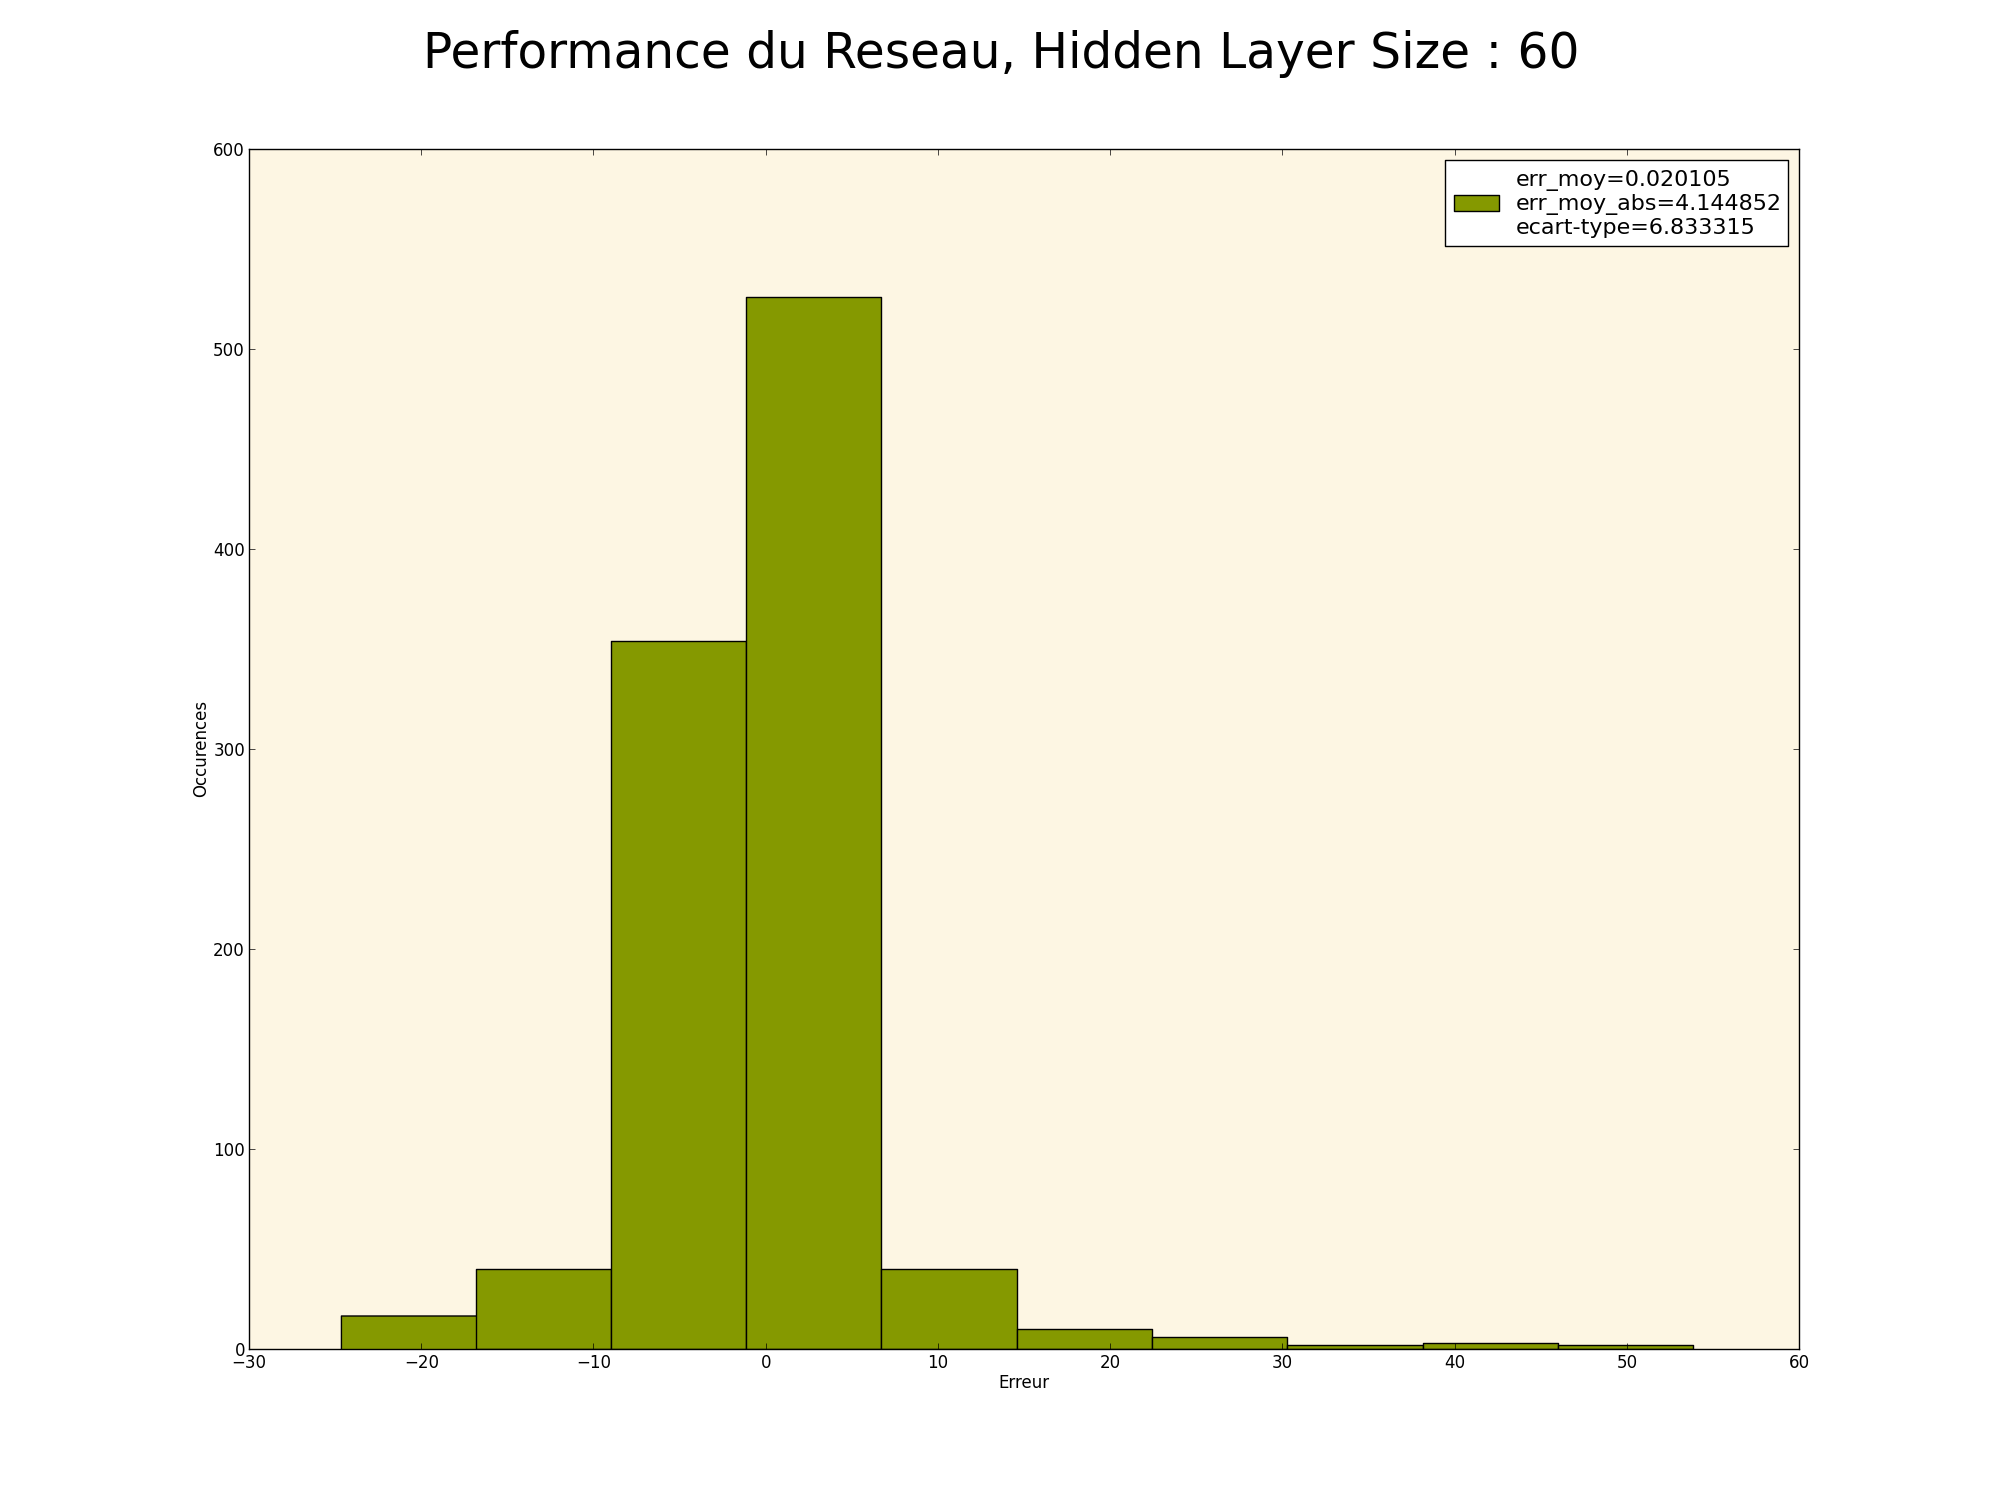 Performance du Reseau, Hidden Layer Size : 60
err_moy=0.020105
err_moy_abs=4.144852
ecart-type=6.833315
600
500
400
300
200
100
0
Occurences
−30 −20 −10 0 10 20 30 40 50 60
Erreur